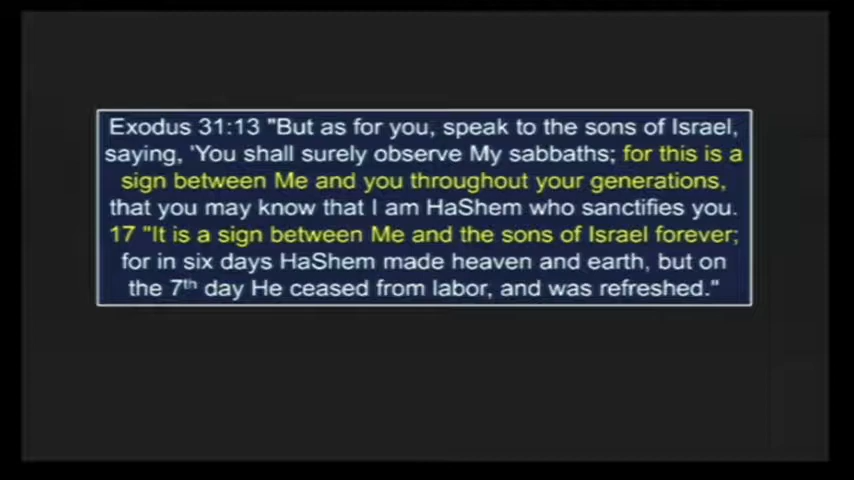 Exodus 31:13 "But as for you, speak to the sons of Israel,
saying, 'You shall surely observe My sabbaths; for this is a
sign between Me and you throughout your generations,
that you may know that I am HaShem who sanctifies you.
17 "It is a sign between Me and the sons of Israel forever;
for in six days HaShem made heaven and earth, but on
the 7th day He ceased from labor, and was refreshed."